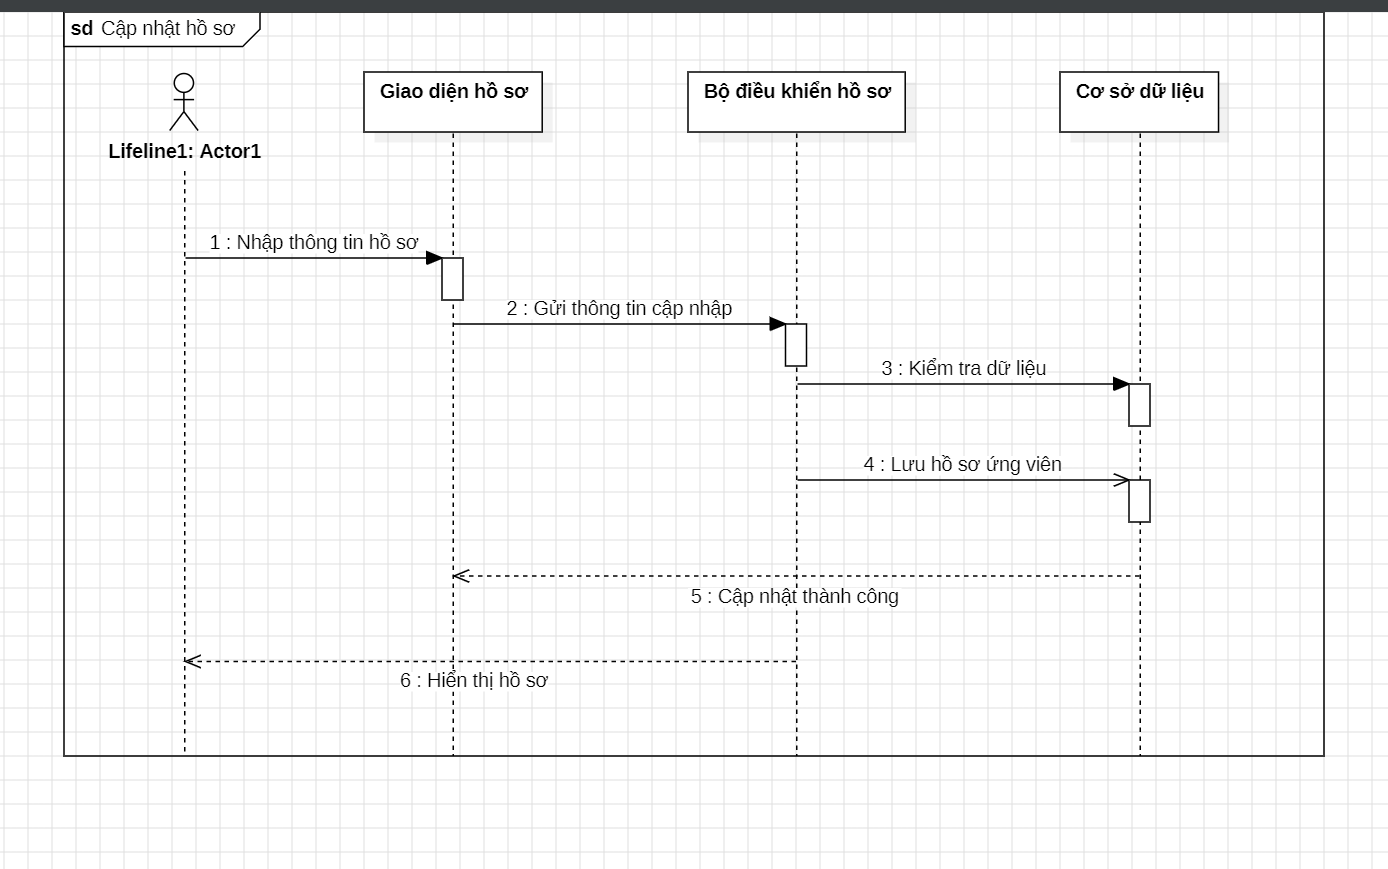 sd Cập nhật hồ sơ
Giao diện hồ sơ
Bộ điều khiển hồ sơ
Cơ sở dữ liệu
Lifeline1: Actor1
1 : Nhập thông tin hồ sơ
2 : Gửi thông tin cập nhập
3 : Kiểm tra dữ liệu
4 : Lưu hồ sơ ứng viên
5 : Cập nhật thành công
6 : Hiển thị hồ sơ